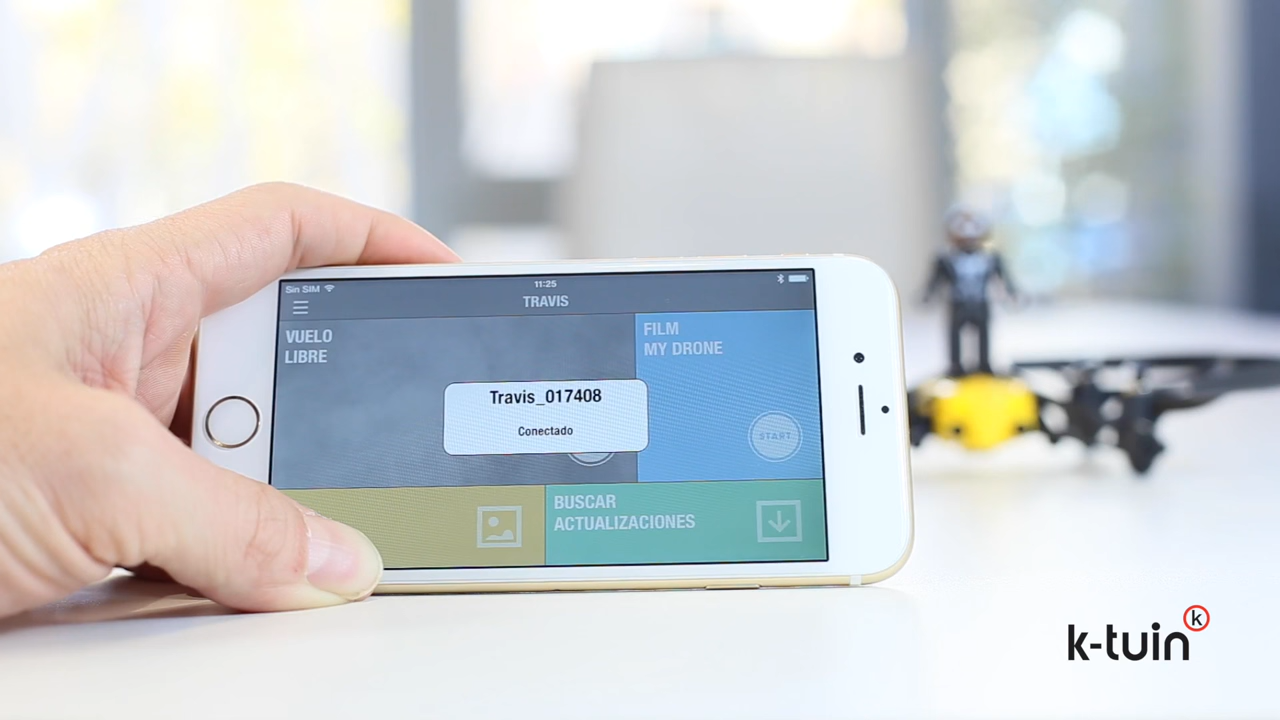 Sin SIM
11:25
TRAVIS
VUELO
LIBRE
FILM
MY DRONE
Travis_017408
Conectado
START
BUSCAR
ACTUALIZACIONES
k-tuin
k